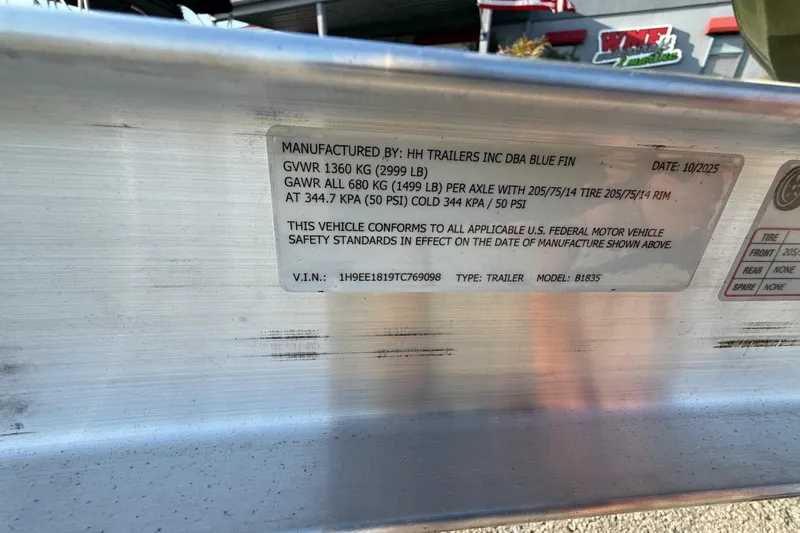 WMF
MANUFACTURED BY: HH TRAILERS INC DBA BLUE FIN DATE: 10/2025
GVWR 1360 KG (2999 LB)
GAWR ALL 680 KG (1499 LB) PER AXLE WITH 205/75/14 TIRE 205/75/14 RIM
AT 344.7 KPA (50 PSI) COLD 344 KPA / 50 PSI
THIS VEHICLE CONFORMS TO ALL APPLICABLE U.S. FEDERAL MOTOR VEHICLE
SAFETY STANDARDS IN EFFECT ON THE DATE OF MANUFACTURE SHOWN ABOVE.
V.I.N.: 1H9EE1819TC769098 TYPE: TRAILER MODEL: B1835
TIRE
FRONT 205/
REAR NONE
SPARE NONE